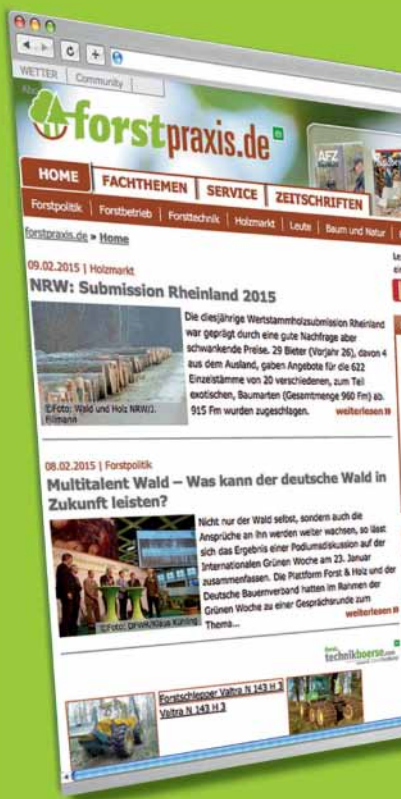 WETTER | Community
forstpraxis.de
AFZ
HOME FACHTHEMEN SERVICE ZEITSCHRIFTEN
Forstpolitik | Forstbetrieb | Forsttechnik | Holzmarkt | Leute | Baum und Natur
forstpraxis.de » Home
09.02.2015 | Holzmarkt
NRW: Submission Rheinland 2015
Die diesjährige Wertstammholzsubmission Rheinland
war geprägt durch eine gute Nachfrage aber
schwankende Preise. 29 Bieter (Vorjahr 26), davon 4
aus dem Ausland, gaben Angebote für die 622
Einzelstämme von 20 verschiedenen, zum Teil
exotischen, Baumarten (Gesamtmenge 960 Fm) ab.
915 Fm wurden zugeschlagen. weiterlesen »
©Foto: Wald und Holz NRW/J.
08.02.2015 | Forstpolitik
Multitalent Wald – Was kann der deutsche Wald in
Zukunft leisten?
Nicht nur der Wald selbst, sondern auch die
Ansprüche an ihn werden weiter wachsen, so lässt
sich das Ergebnis einer Podiumsdiskussion auf der
Internationalen Grünen Woche am 23. Januar
zusammenfassen. Die Plattform Forst & Holz und der
Deutsche Bauernverband hatten im Rahmen der
Grünen Woche zu einer Gesprächsrunde zum
Thema... weiterlesen »
©Foto: DFWR/Klaus Kühling
technikboerse.com
Forstschlepper Valtra N 143 H 3
Valtra N 143 H 3